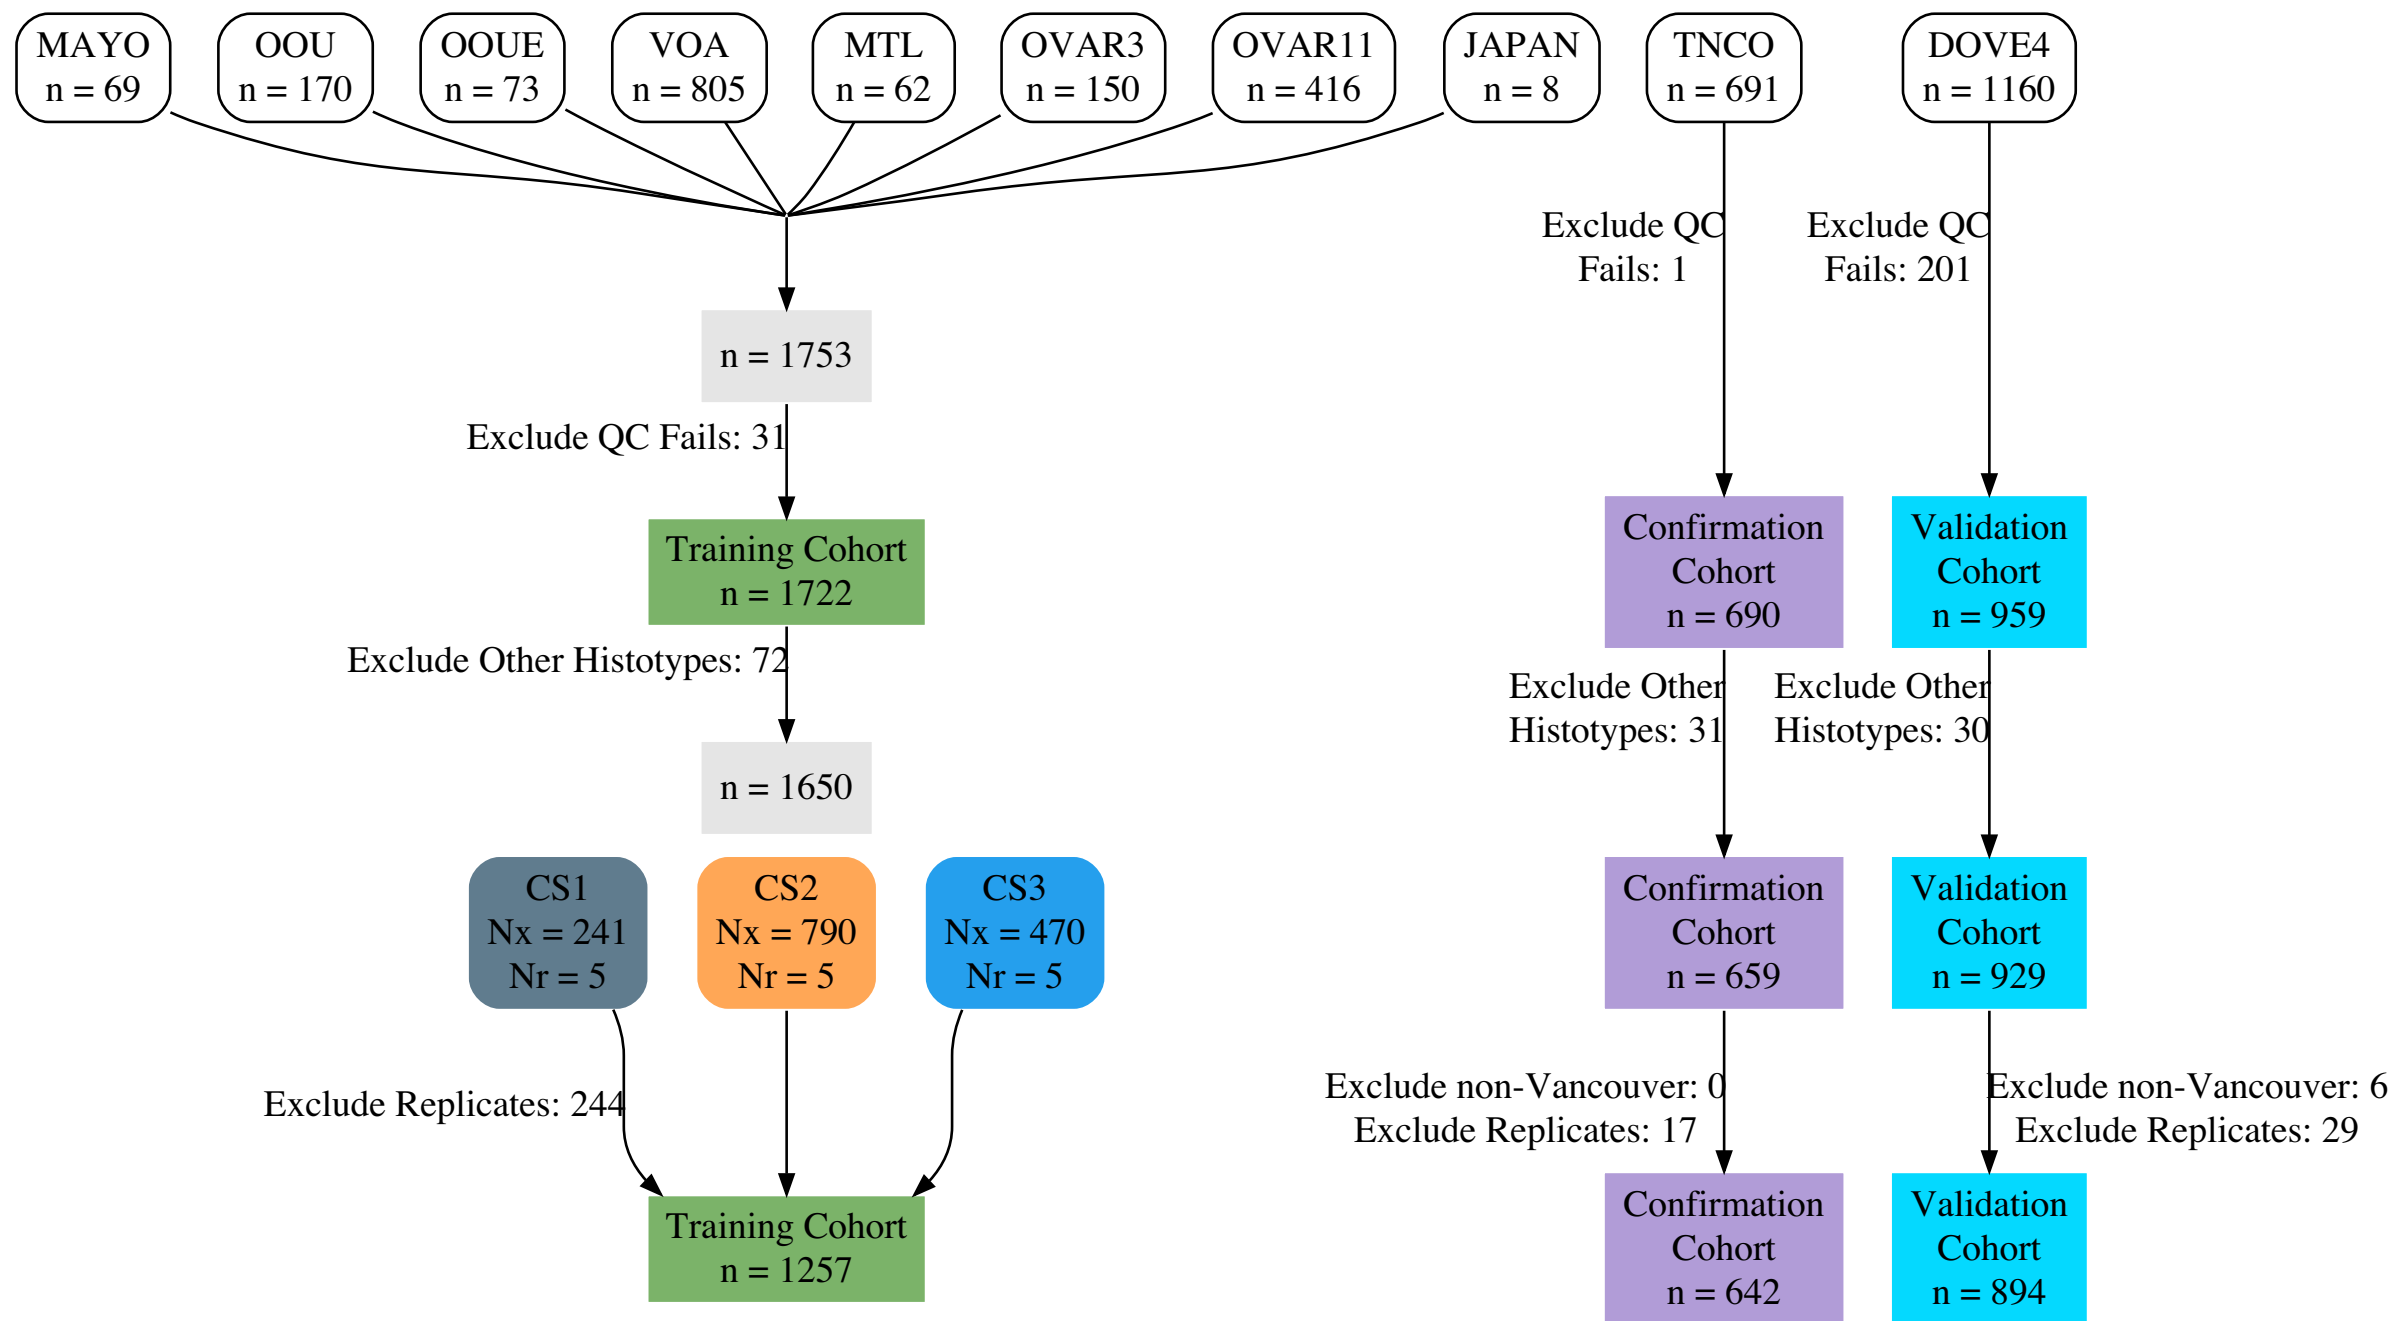 MAYO
n = 69
OOU
n = 170
OOUE
n = 73
VOA
n = 805
MTL
n = 62
OVAR3
n = 150
OVAR11
n = 416
JAPAN
n = 8
TNCO
n = 691
DOVE4
n = 1160
Exclude QC
Fails: 1
Exclude QC
Fails: 201
n = 1753
Exclude QC Fails: 31
Training Cohort
n = 1722
Confirmation
Cohort
n = 690
Validation
Cohort
n = 959
Exclude Other Histotypes: 72
Exclude Other
Histotypes: 31
Exclude Other
Histotypes: 30
n = 1650
CS1
Nx = 241
Nr = 5
CS2
Nx = 790
Nr = 5
CS3
Nx = 470
Nr = 5
Confirmation
Cohort
n = 659
Validation
Cohort
n = 929
Exclude Replicates: 244
Exclude non-Vancouver: 0
Exclude Replicates: 17
Exclude non-Vancouver: 6
Exclude Replicates: 29
Training Cohort
n = 1257
Confirmation
Cohort
n = 642
Validation
Cohort
n = 894